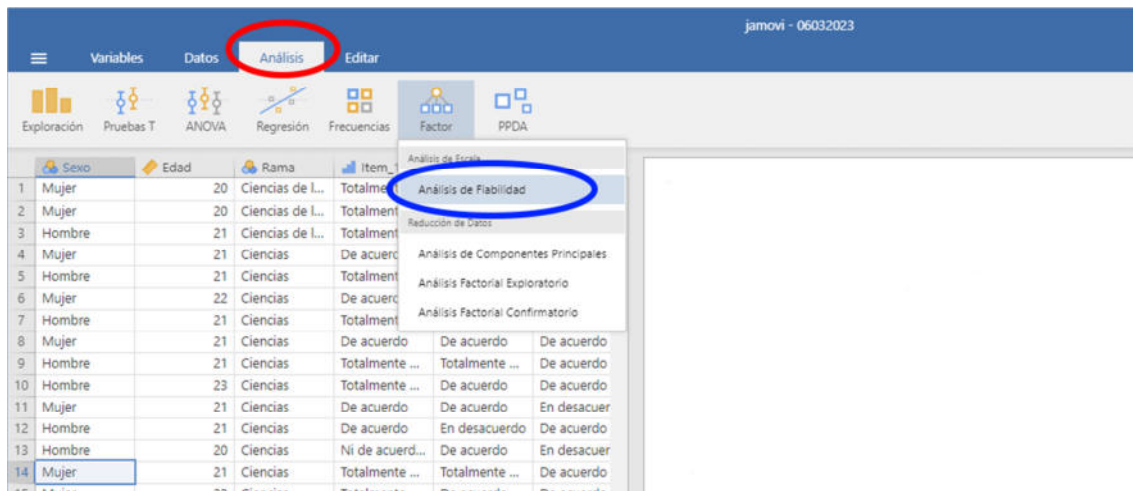 jamovi - 06032023
Variables Datos Análisis Editar
Exploración Pruebas T ANOVA Regresión Frecuencias Factor PPDA
Sexo Edad Rama Item_
Análisis de Escala
Análisis de Fiabilidad
Reducción de Datos
Análisis de Componentes Principales
Análisis Factorial Exploratorio
Análisis Factorial Confirmatorio
1 Mujer 20 Ciencias de l...
2 Mujer 20 Ciencias de l... Totalment
3 Hombre 21 Ciencias de l... Totalment
4 Mujer 21 Ciencias De acuerd
5 Hombre 21 Ciencias Totalment
6 Mujer 22 Ciencias De acuerd
7 Hombre 21 Ciencias Totalment
8 Mujer 21 Ciencias De acuerdo De acuerdo De acuerdo
9 Hombre 21 Ciencias Totalmente ... Totalmente ... De acuerdo
10 Hombre 23 Ciencias Totalmente ... De acuerdo De acuerdo
11 Mujer 21 Ciencias De acuerdo De acuerdo En desacuer
12 Hombre 21 Ciencias De acuerdo En desacuerdo De acuerdo
13 Hombre 20 Ciencias Ni de acuerd... De acuerdo En desacuer
14 Mujer 21 Ciencias Totalmente ... Totalmente ... De acuerdo